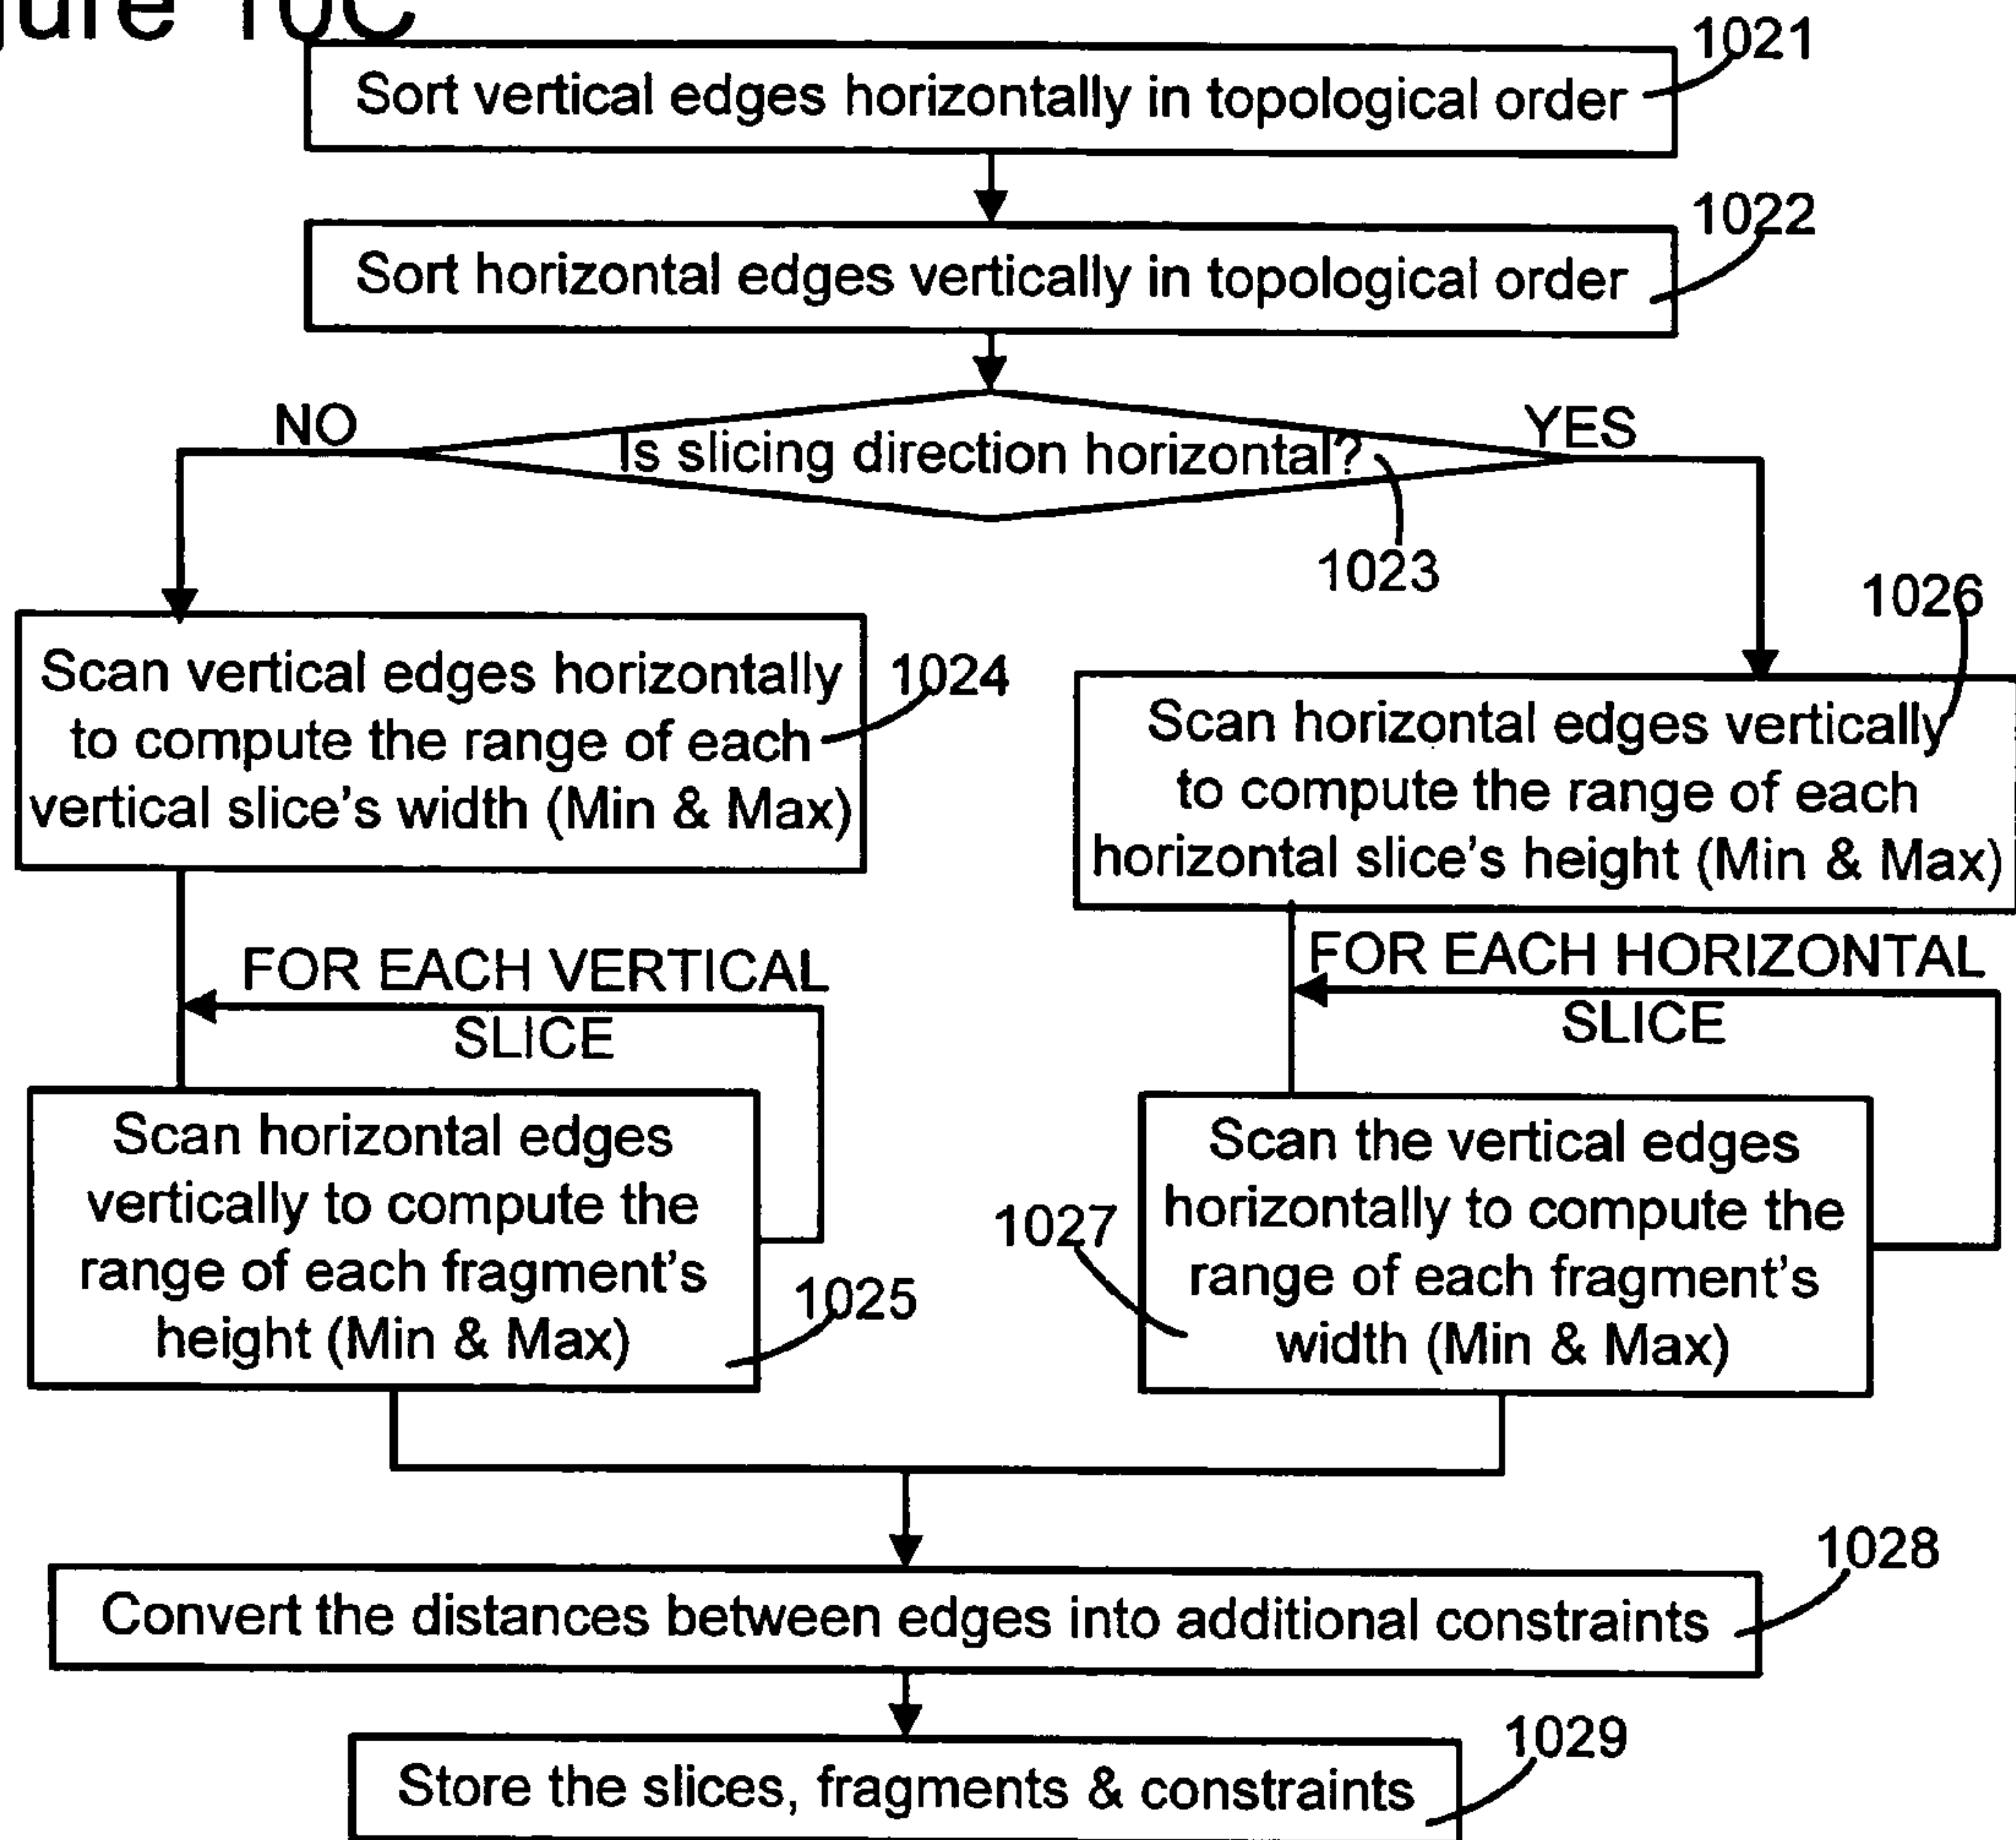 10C
1021
Sort vertical edges horizontally in topological order
1022
Sort horizontal edges vertically in topological order
NO
Is slicing direction horizontal?
YES
1023
1024
Scan vertical edges horizontally
to compute the range of each
vertical slice's width (Min & Max)
1026
Scan horizontal edges vertically
to compute the range of each
horizontal slice's height (Min & Max)
FOR EACH VERTICAL
SLICE
FOR EACH HORIZONTAL
SLICE
Scan horizontal edges
vertically to compute the
range of each fragment's
height (Min & Max)
1025
1027
Scan the vertical edges
horizontally to compute the
range of each fragment's
width (Min & Max)
1028
Convert the distances between edges into additional constraints
1029
Store the slices, fragments & constraints